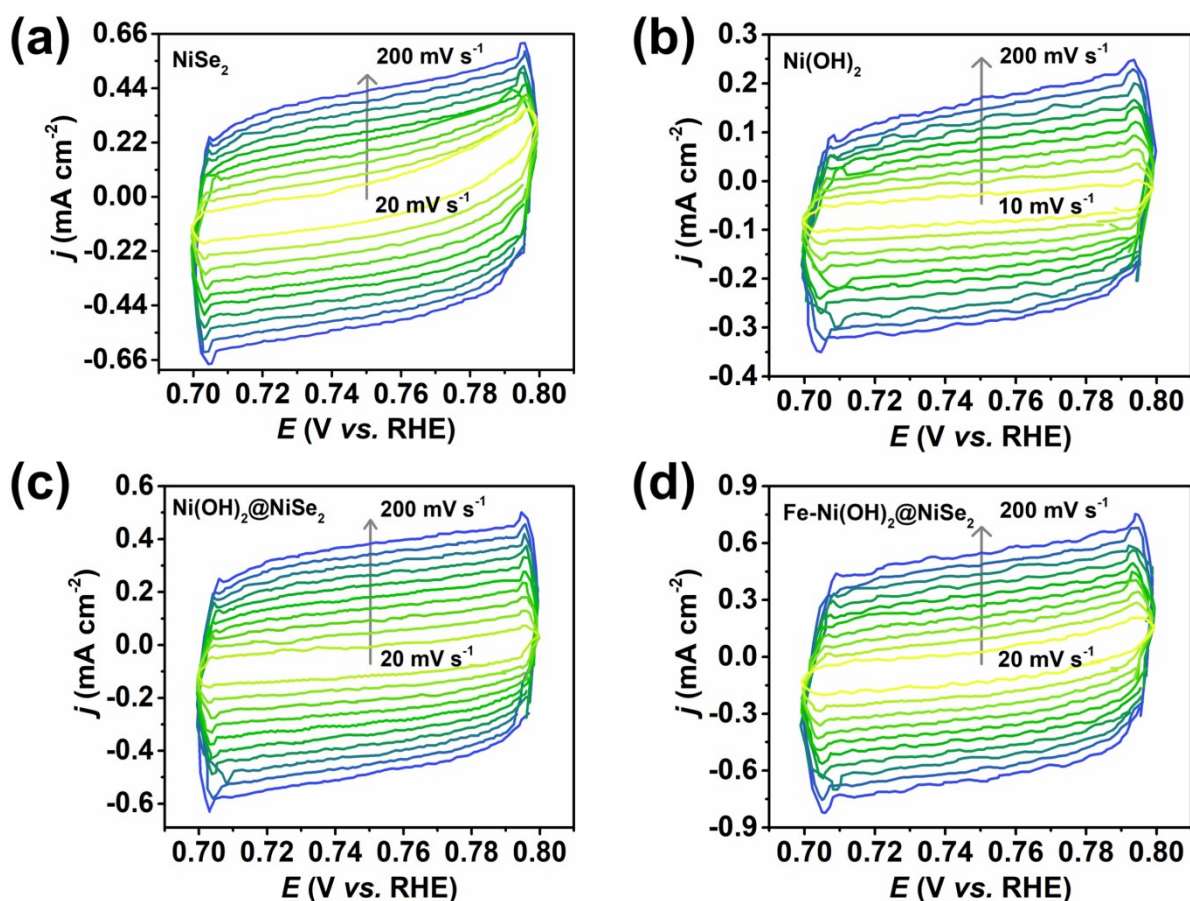 (a)
NiSe₂
200 mV s⁻¹
20 mV s⁻¹
0.66
0.44
0.22
0.00
-0.22
-0.44
-0.66
j (mA cm⁻²)
0.70 0.72 0.74 0.76 0.78 0.80
E (V vs. RHE)
(b)
Ni(OH)₂
200 mV s⁻¹
10 mV s⁻¹
0.3
0.2
0.1
0.0
-0.1
-0.2
-0.3
-0.4
j (mA cm⁻²)
0.70 0.72 0.74 0.76 0.78 0.80
E (V vs. RHE)
(c)
Ni(OH)₂@NiSe₂
200 mV s⁻¹
20 mV s⁻¹
0.6
0.4
0.2
0.0
-0.2
-0.4
-0.6
j (mA cm⁻²)
0.70 0.72 0.74 0.76 0.78 0.80
E (V vs. RHE)
(d)
Fe-Ni(OH)₂@NiSe₂
200 mV s⁻¹
20 mV s⁻¹
0.9
0.6
0.3
0.0
-0.3
-0.6
-0.9
j (mA cm⁻²)
0.70 0.72 0.74 0.76 0.78 0.80
E (V vs. RHE)